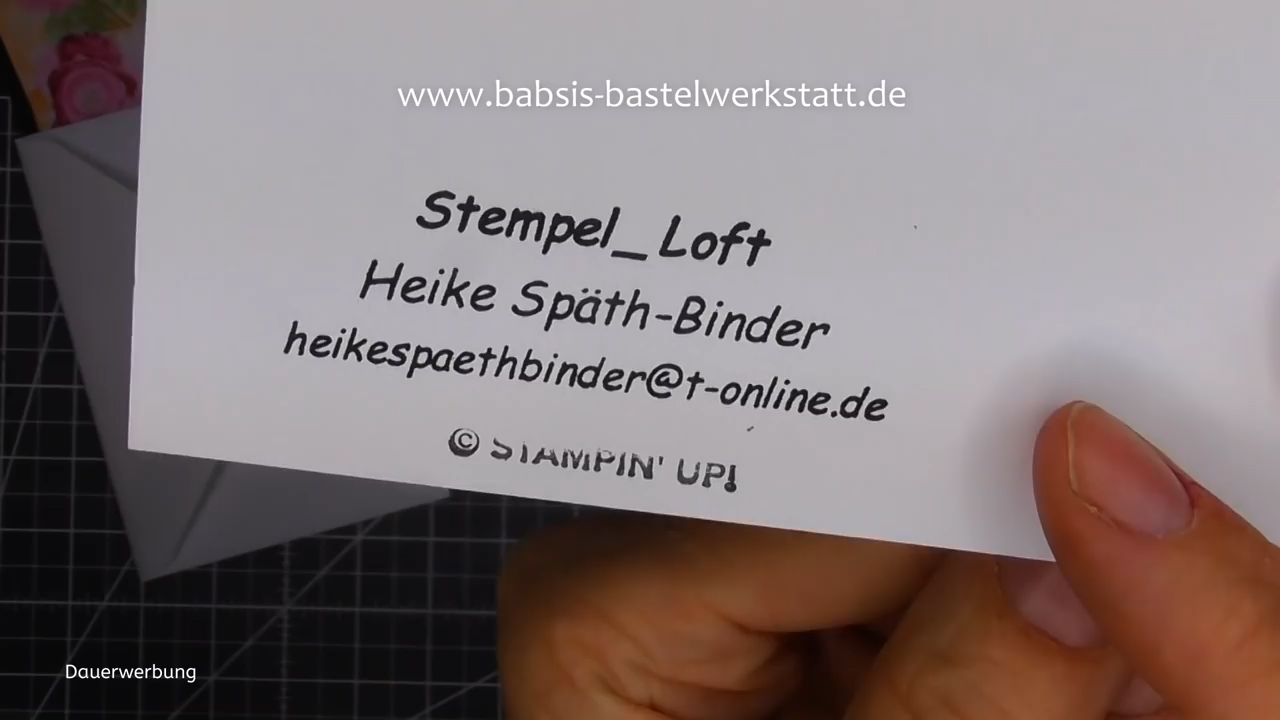 www.babsis-bastelwerkstatt.de
Stempel_Loft
Heike Späth-Binder
heikespaethbinder@t-online.de
© STAMPIN' UP!
Dauerwerbung